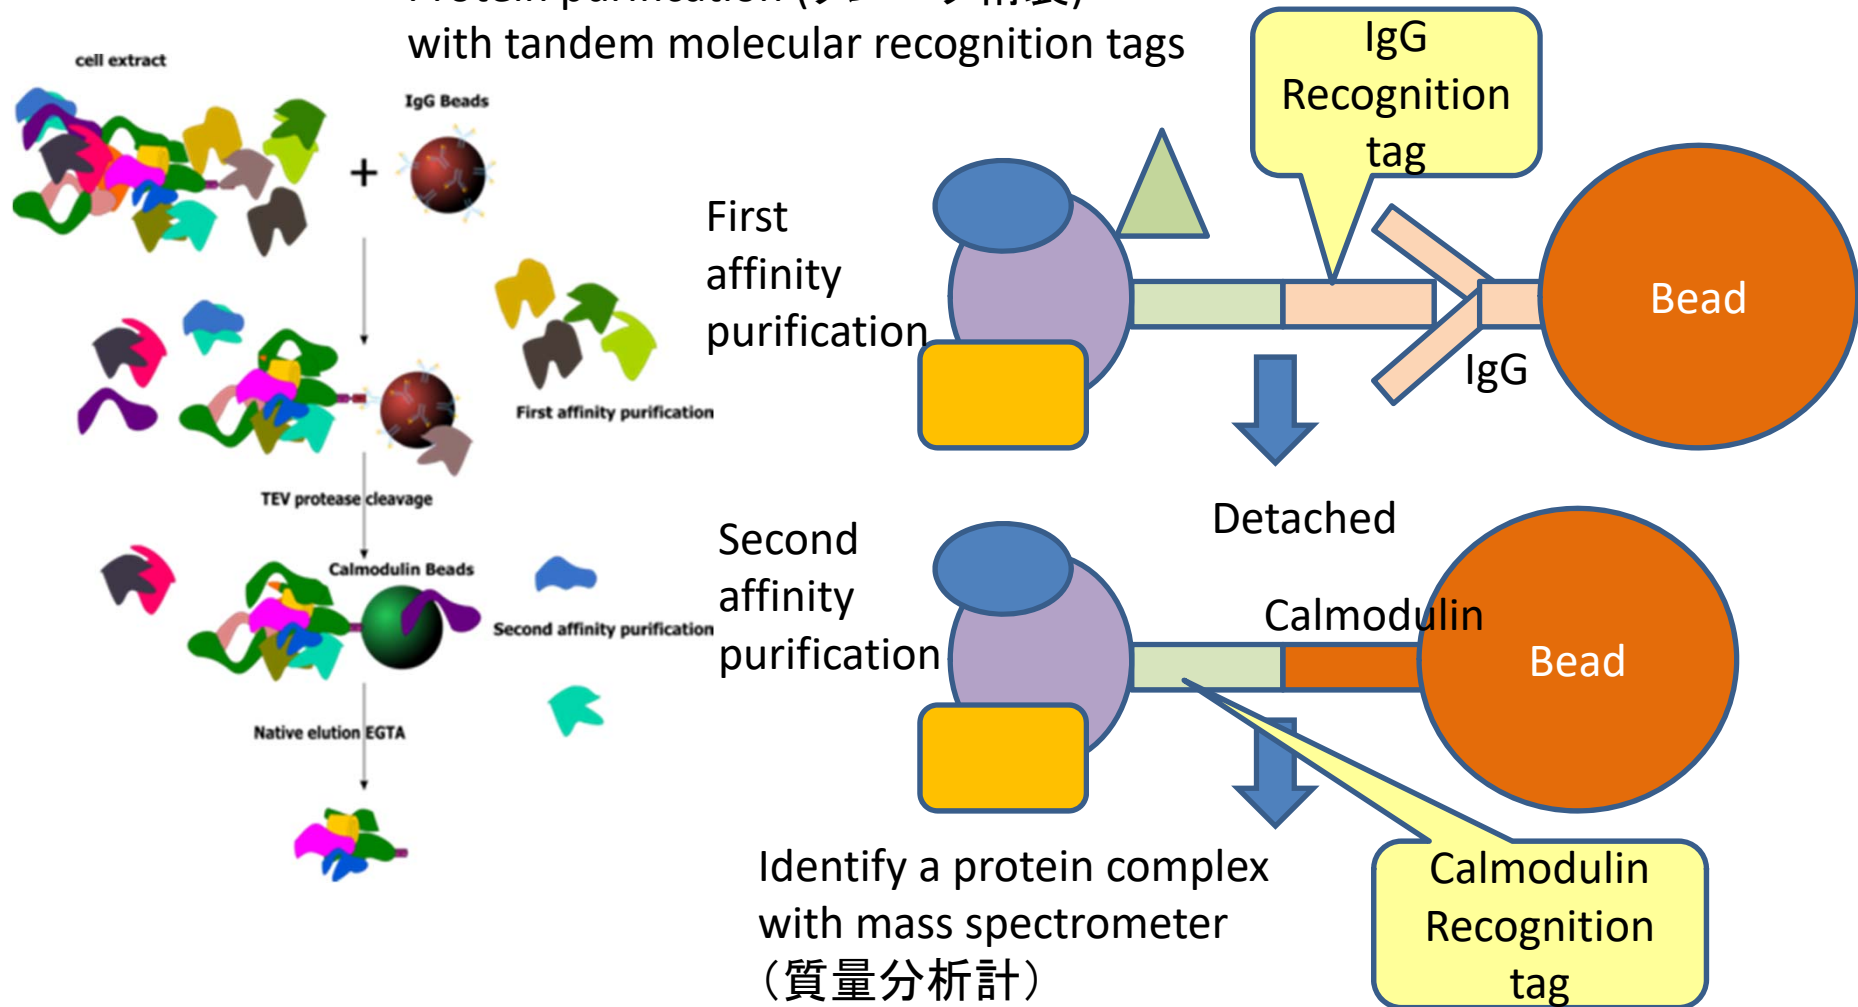 Protein purification (
with tandem molecular recognition tags
cell extract
IgG Beads
+
First affinity purification
TEV protease cleavage
Calmodulin Beads
Second affinity purification
Native elution EGTA
First
affinity
purification
IgG
Recognition
tag
IgG
Bead
Detached
Second
affinity
purification
Calmodulin
Bead
Calmodulin
Recognition
tag
Identify a protein complex
with mass spectrometer
（質量分析計）